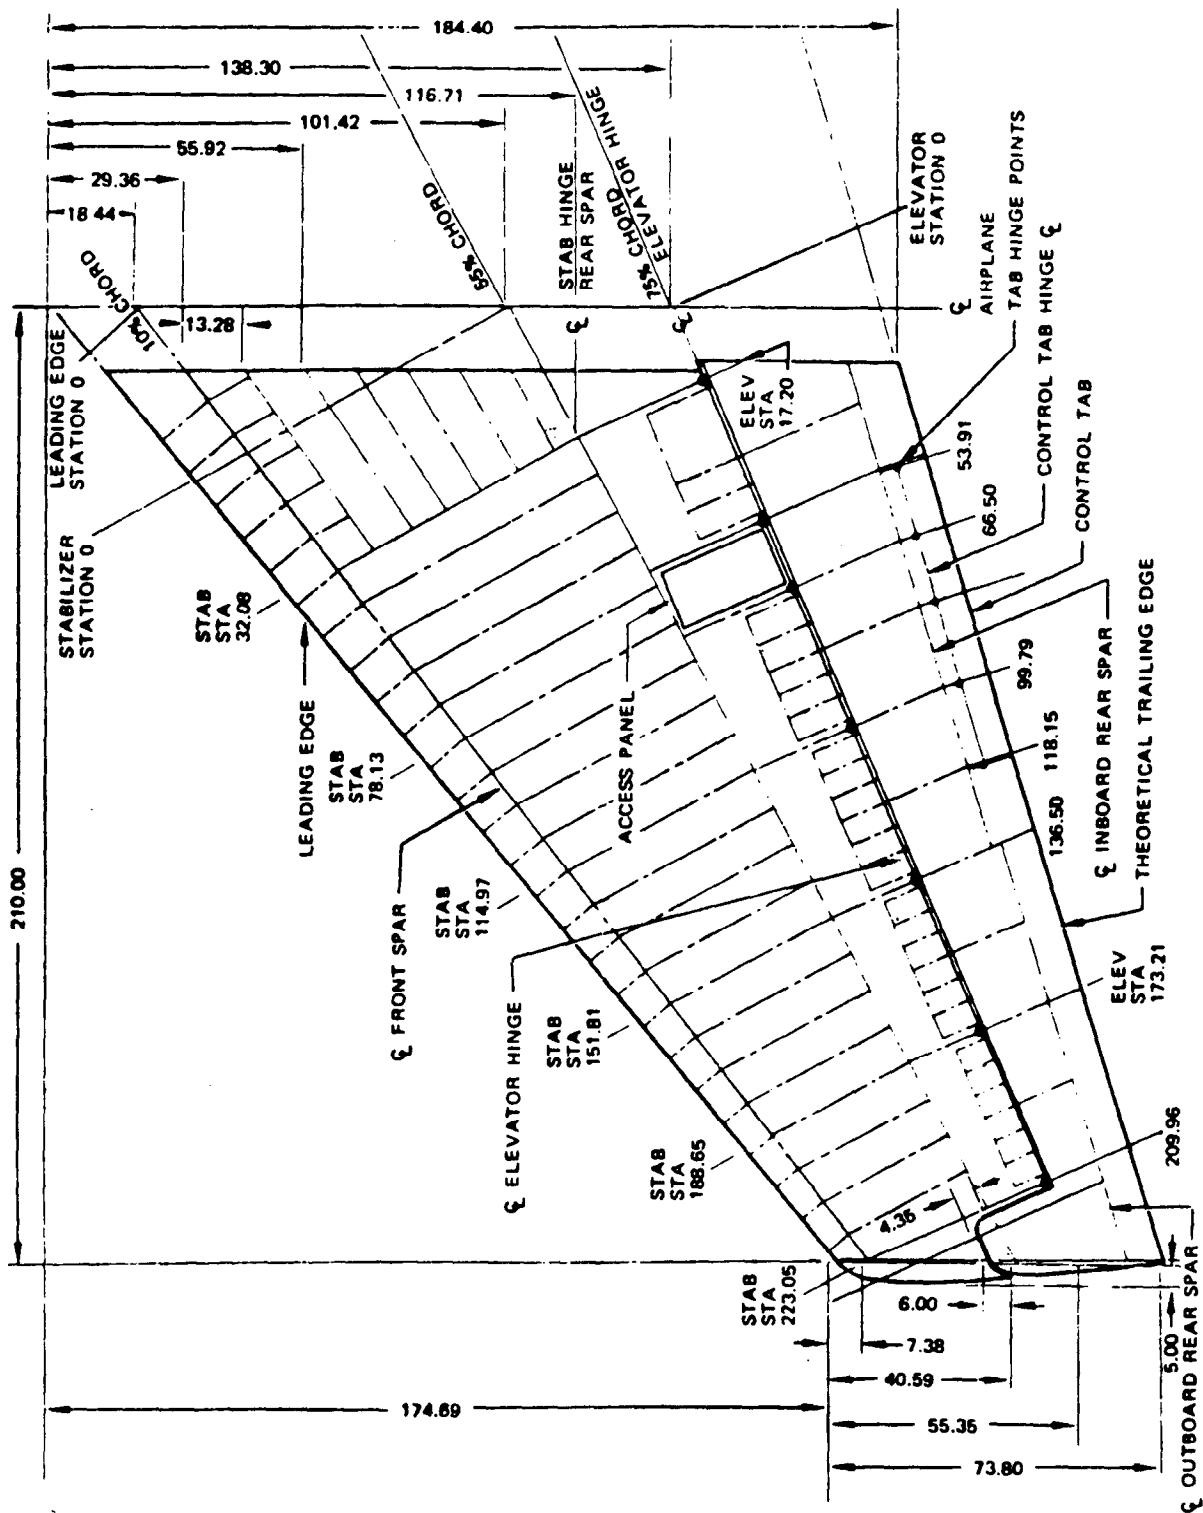 184.40
138.30
116.71
101.42
55.92
29.36
18.44
10% CHORD
65% CHORD
STAB HINGE
REAR SPAR
75% CHORD
ELEVATOR HINGE
ELEVATOR
STATION 0
℄
AIRPLANE
℄
℄
TAB HINGE POINTS
CONTROL TAB HINGE ℄
CONTROL TAB
210.00
LEADING EDGE
STATION 0
13.28
STABILIZER
STATION 0
STAB
STA
32.08
LEADING EDGE
STAB
STA
78.13
℄ FRONT SPAR
STAB
STA
114.97
℄ ELEVATOR HINGE
STAB
STA
151.81
STAB
STA
188.65
STAB
STA
223.05
ACCESS PANEL
ELEV
STA
17.20
53.91
66.50
99.79
118.15
136.50
℄ INBOARD REAR SPAR
THEORETICAL TRAILING EDGE
ELEV
STA
173.21
209.96
4.35
6.00
7.38
40.59
55.35
73.80
174.69
5.00
℄ OUTBOARD REAR SPAR